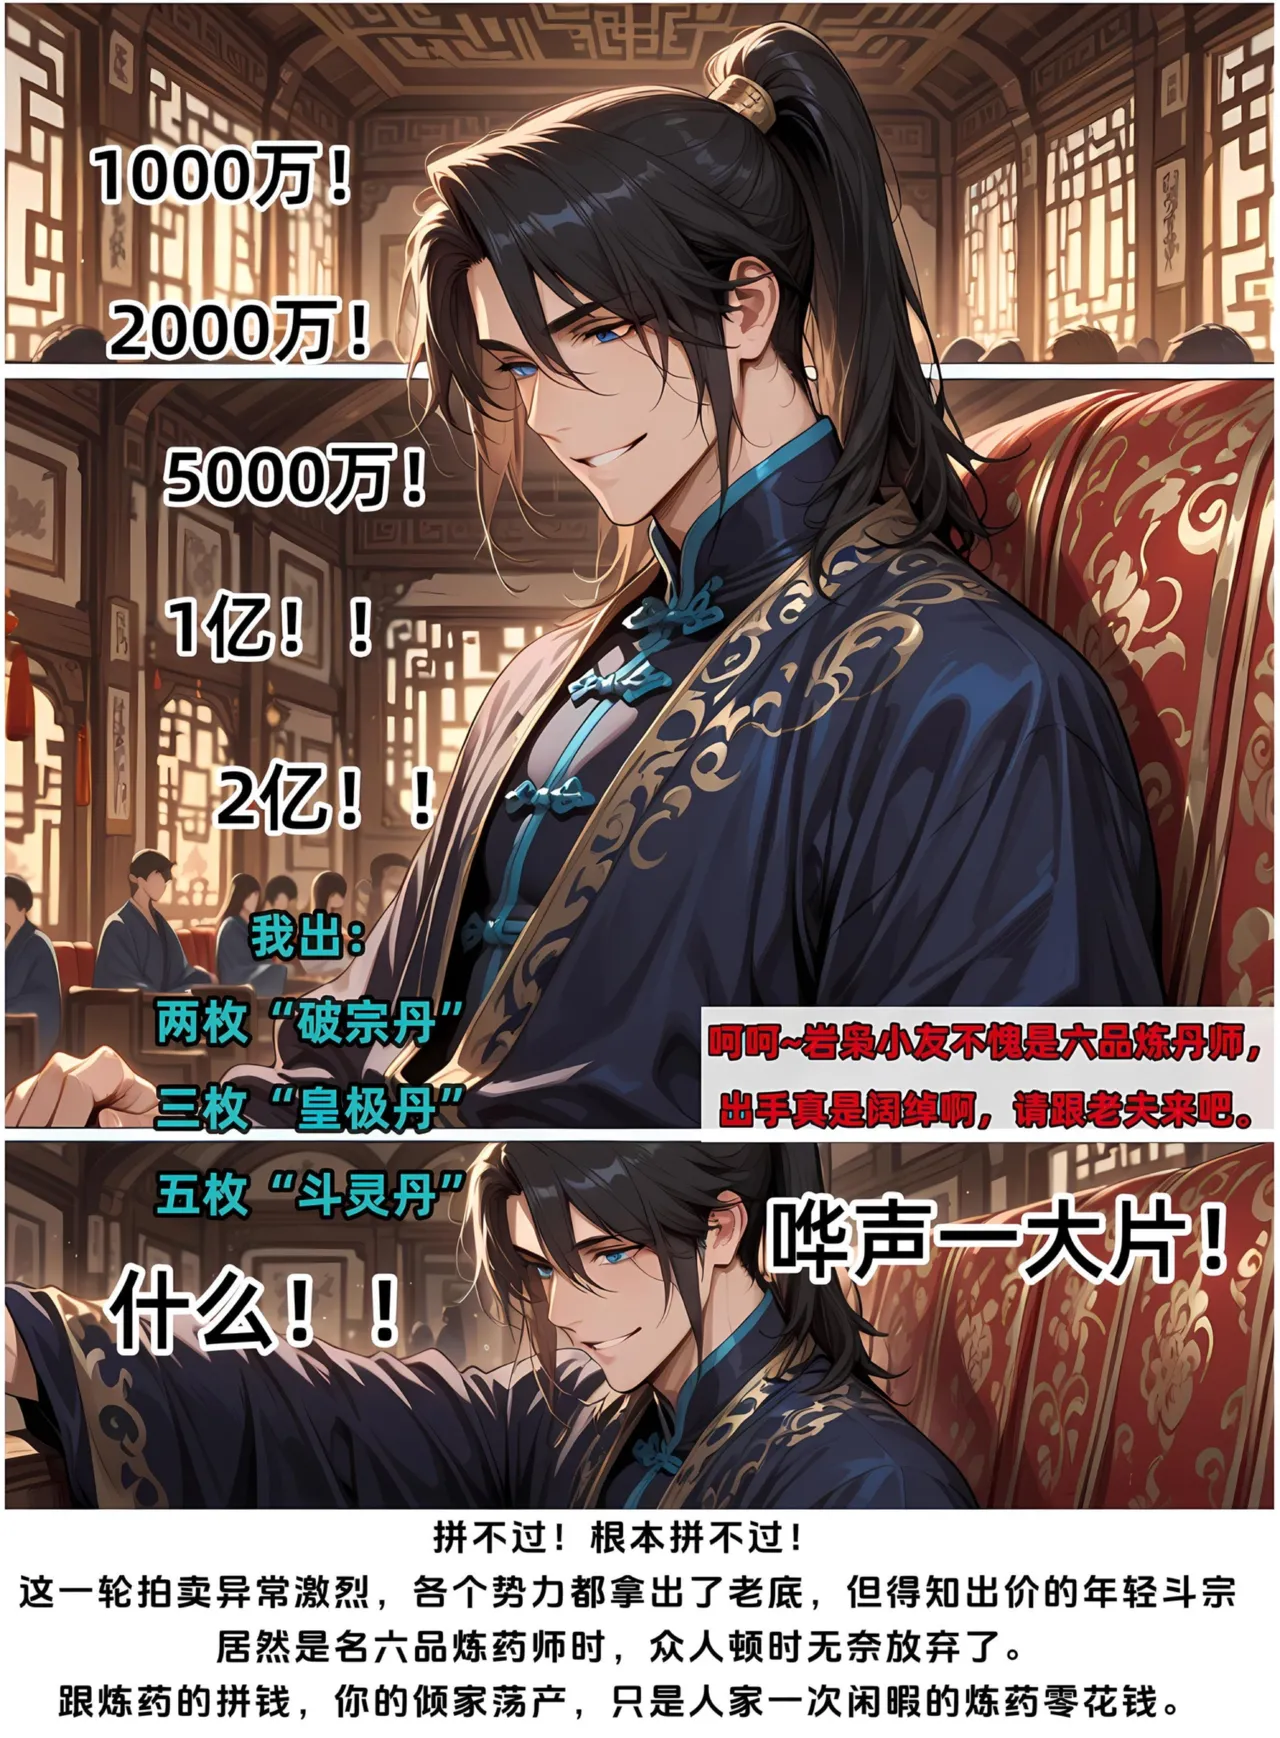 1000万！
2000万！
5000万！
1亿！！
2亿！！
我出：
两枚“破宗丹”
三枚“皇极丹”
五枚“斗灵丹”
呵呵~岩枭小友不愧是六品炼丹师，
出手真是阔绰啊，请跟老夫来吧。
什么！！
哗声一大片！
拼不过！根本拼不过！
这一轮拍卖异常激烈，各个势力都拿出了老底，但得知出价的年轻斗宗
居然是名六品炼药师时，众人顿时无奈放弃了。
跟炼药的拼钱，你的倾家荡产，只是人家一次闲暇的炼药零花钱。